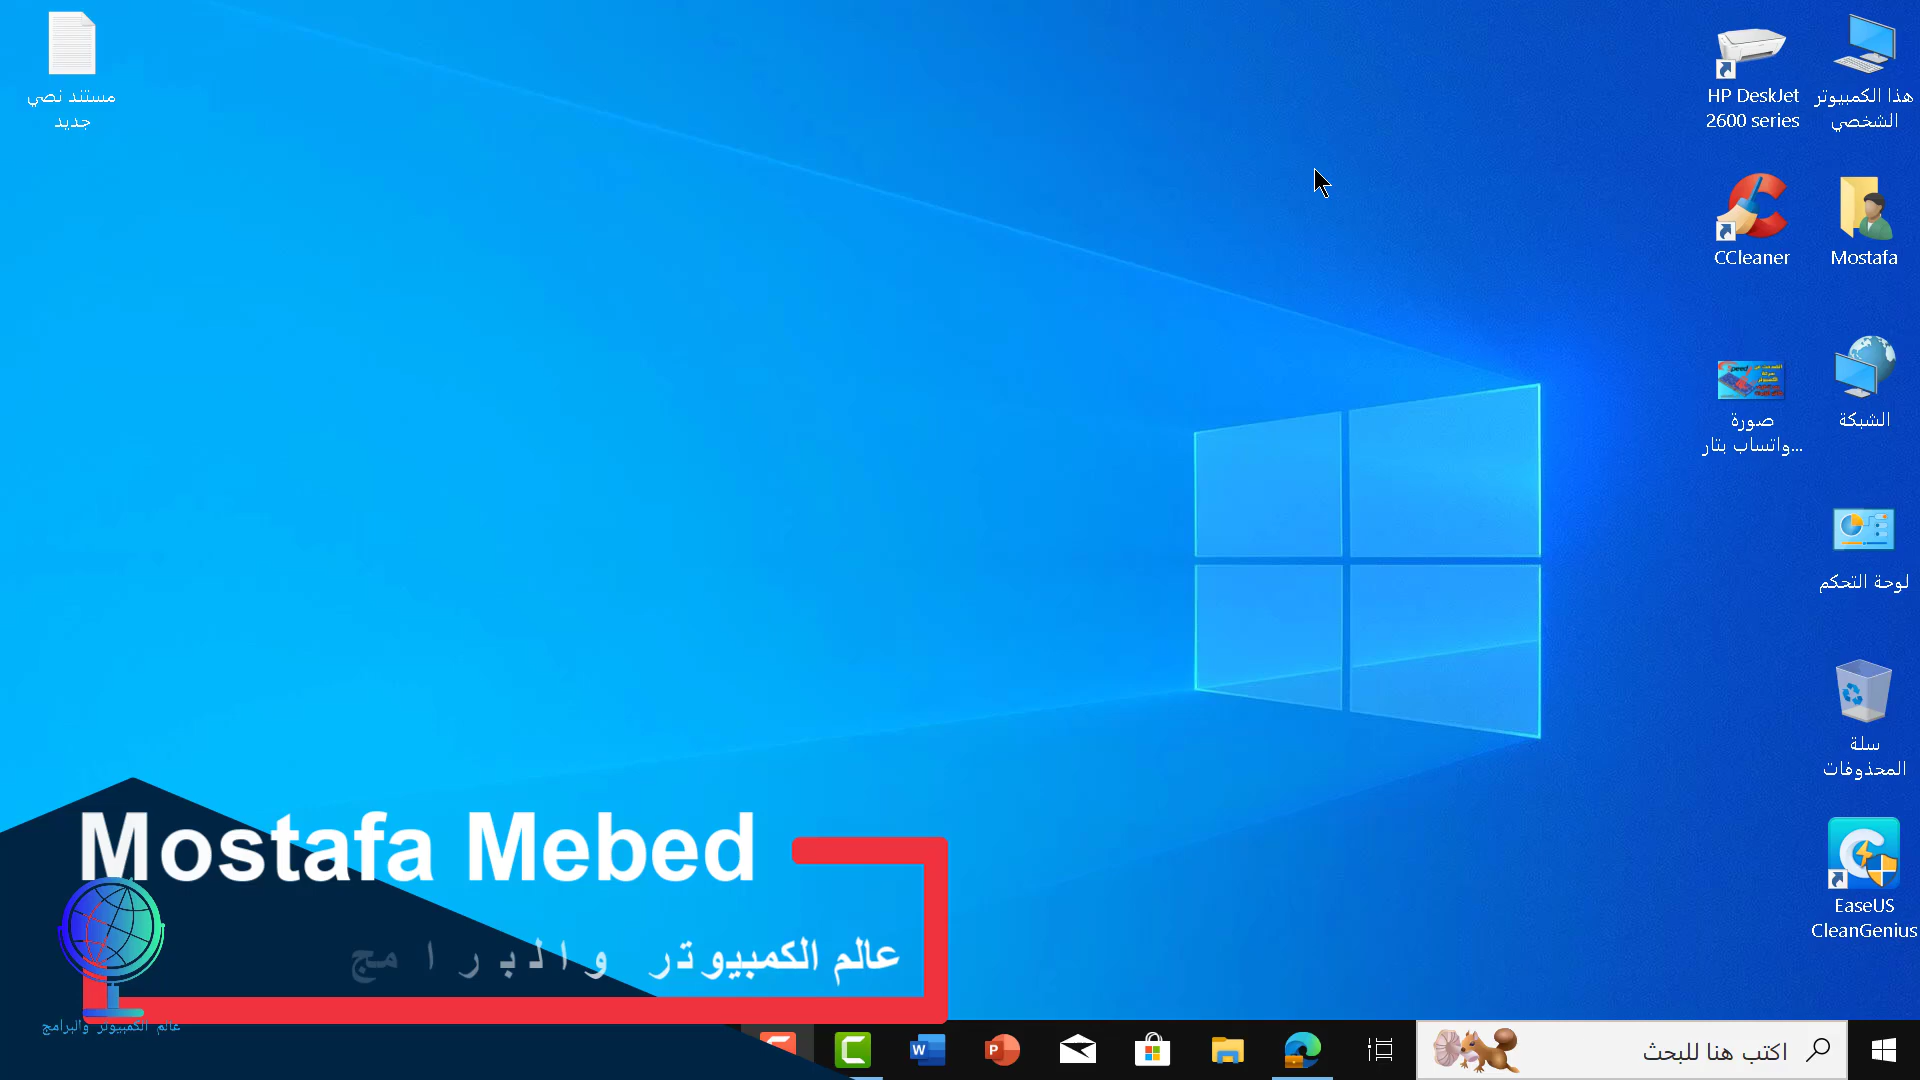 مستند نصي
جديد
HP DeskJet
2600 series
هذا الكمبيوتر
الشخصي
CCleaner
Mostafa
صورة
واتساب بتار...
الشبكة
لوحة التحكم
سلة
المحذوفات
EaseUS
CleanGenius
Mostafa Mebed
عالم الكمبيوتر والبرامج
عالم الكمبيوتر والبرامج
اكتب هنا للبحث